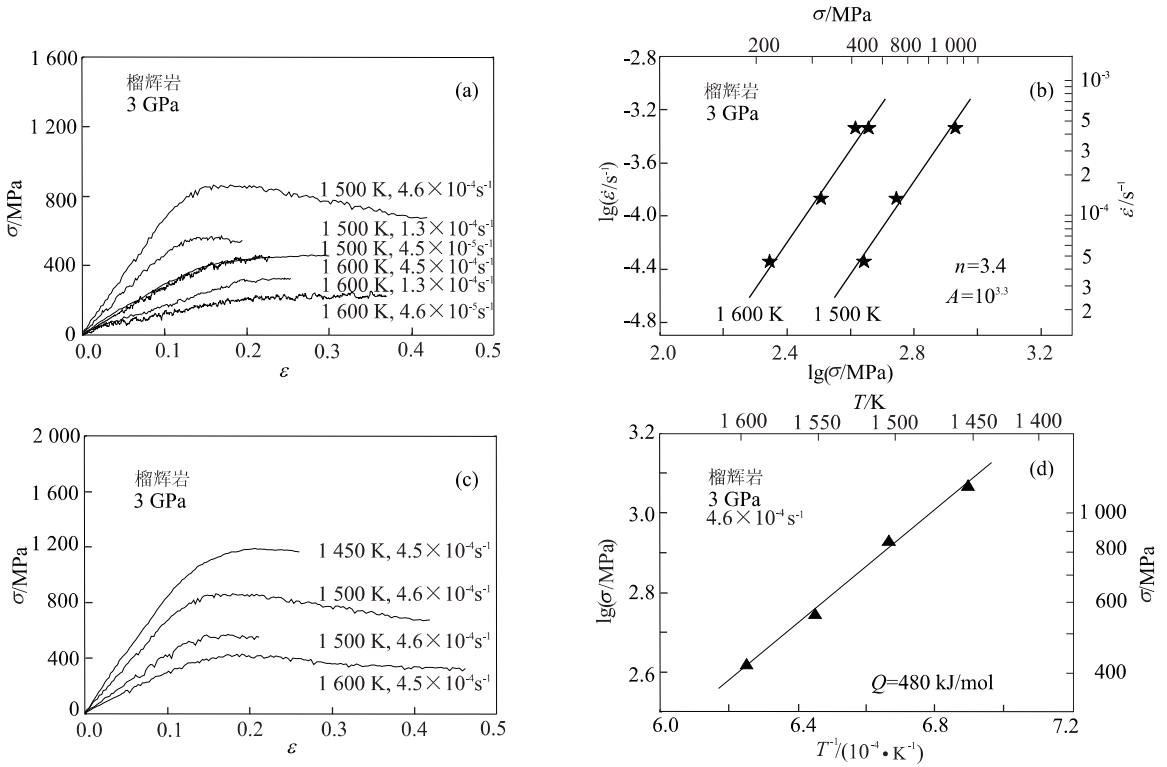 1 600
1 200
800
400
0
σ/MPa
榴辉岩
3 GPa
(a)
1 500 K, 4.6×10⁻⁴s⁻¹
1 500 K, 1.3×10⁻⁴s⁻¹
1 500 K, 4.5×10⁻⁵s⁻¹
1 600 K, 4.5×10⁻⁴s⁻¹
1 600 K, 1.3×10⁻⁴s⁻¹
1 600 K, 4.6×10⁻⁵s⁻¹
0.0 0.1 0.2 0.3 0.4 0.5
ε
σ/MPa
200 400 800 1 000
-2.8
-3.2
-3.6
-4.0
-4.4
-4.8
lg(ε̇/s⁻¹)
榴辉岩
3 GPa
(b)
10⁻³
5
4
3
2
10⁻⁴
5
4
3
2
ε̇/s⁻¹
n=3.4
A=10³·³
1 600 K 1 500 K
2.0 2.4 2.8 3.2
lg(σ/MPa)
2 000
1 600
1 200
800
400
0
σ/MPa
榴辉岩
3 GPa
(c)
1 450 K, 4.5×10⁻⁴s⁻¹
1 500 K, 4.6×10⁻⁴s⁻¹
1 500 K, 4.6×10⁻⁴s⁻¹
1 600 K, 4.5×10⁻⁴s⁻¹
0.0 0.1 0.2 0.3 0.4 0.5
ε
T/K
1 600 1 550 1 500 1 450 1 400
3.2
3.0
2.8
2.6
lg(σ/MPa)
榴辉岩
3 GPa
4.6×10⁻⁴s⁻¹
(d)
1 000
800
600
400
σ/MPa
Q=480 kJ/mol
6.0 6.4 6.8 7.2
T⁻¹/(10⁻⁴•K⁻¹)